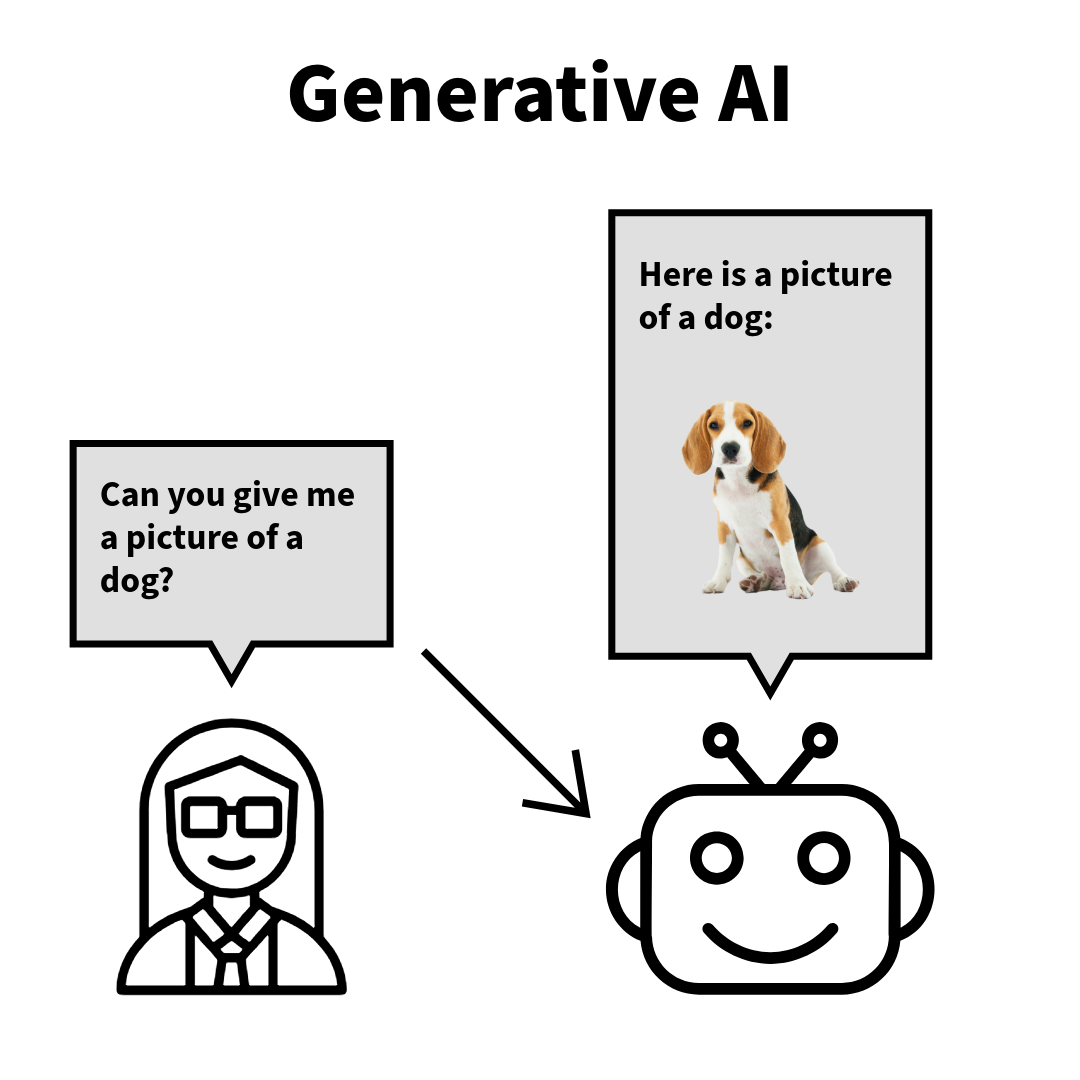 Generative AI
Can you give me
a picture of a
dog?
Here is a picture
of a dog: